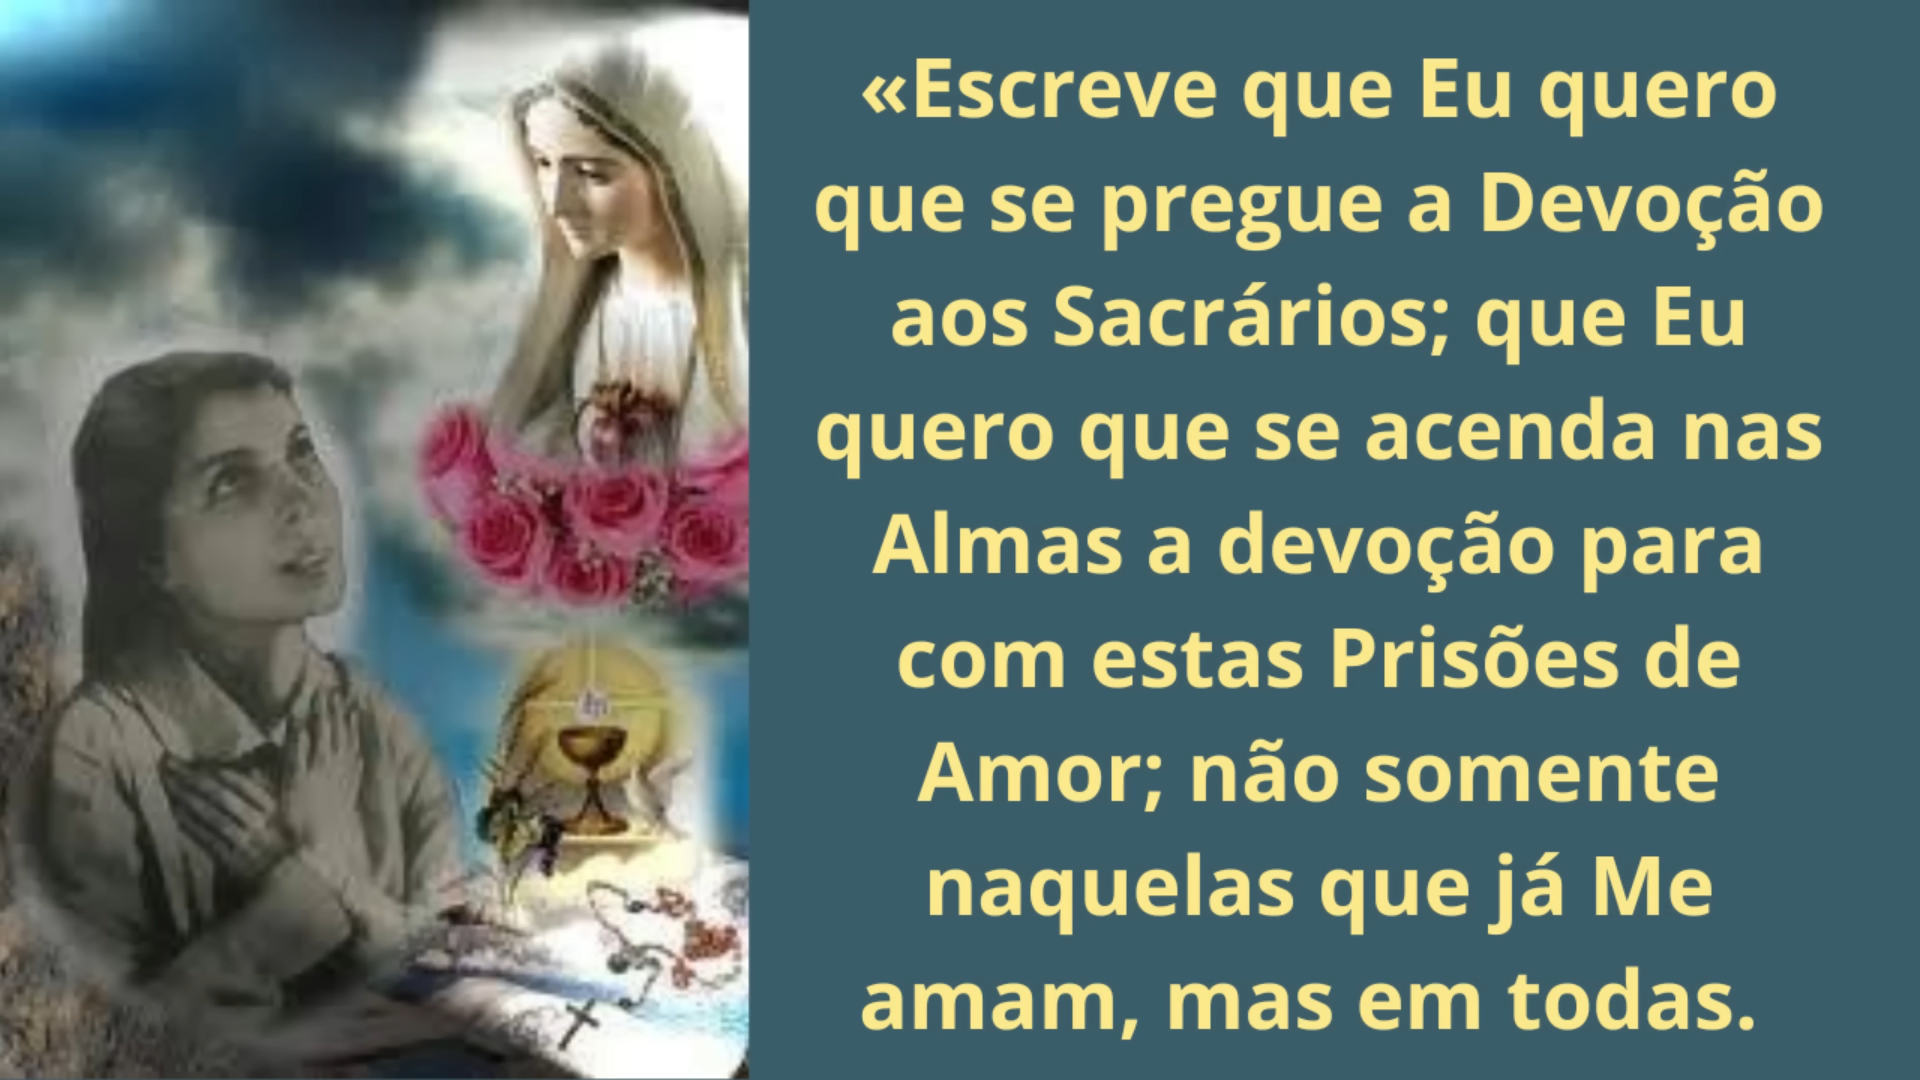 «Escreve que Eu quero
que se pregue a Devoção
aos Sacrários; que Eu
quero que se acenda nas
Almas a devoção para
com estas Prisões de
Amor; não somente
naquelas que já Me
amam, mas em todas.